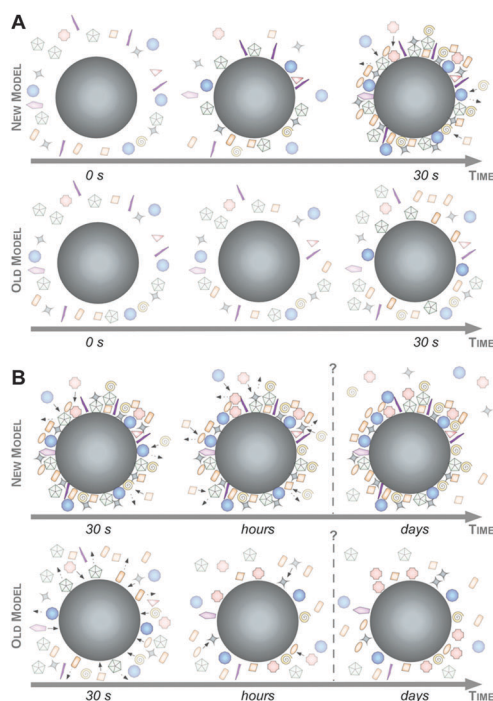 A
NEW MODEL
0 s
30 s
TIME
OLD MODEL
0 s
30 s
TIME
B
?
NEW MODEL
30 s
hours
days
TIME
?
OLD MODEL
30 s
hours
days
TIME